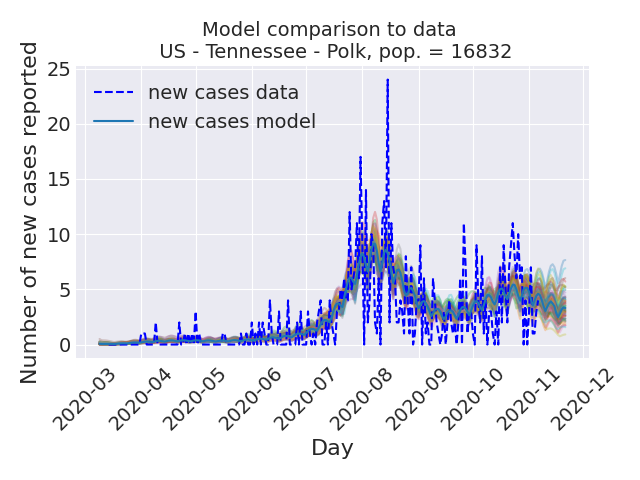 Model comparison to data
US - Tennessee - Polk, pop. = 16832
Number of new cases reported
25
20
15
10
5
0
new cases data
new cases model
2020-03
2020-04
2020-05
2020-06
2020-07
2020-08
2020-09
2020-10
2020-11
2020-12
Day